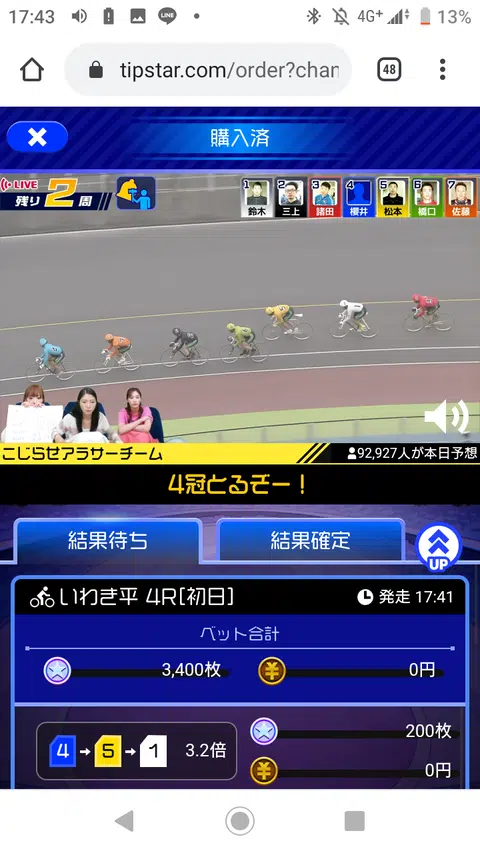 17:43 LINE 4G+ 13%
tipstar.com/order?chan 48
購入済
LIVE
残り 2 周
1 2 3 4 5 6 7
鈴木 三上 諸田 櫻井 松本 橋口 佐藤
こじらせアラサーチーム 92,927人が本日予想
4冠とるぞー！
結果待ち 結果確定 UP
いわき平 4R[初日] 発走 17:41
ベット合計
3,400枚 0円
4→5→1 3.2倍 200枚
0円